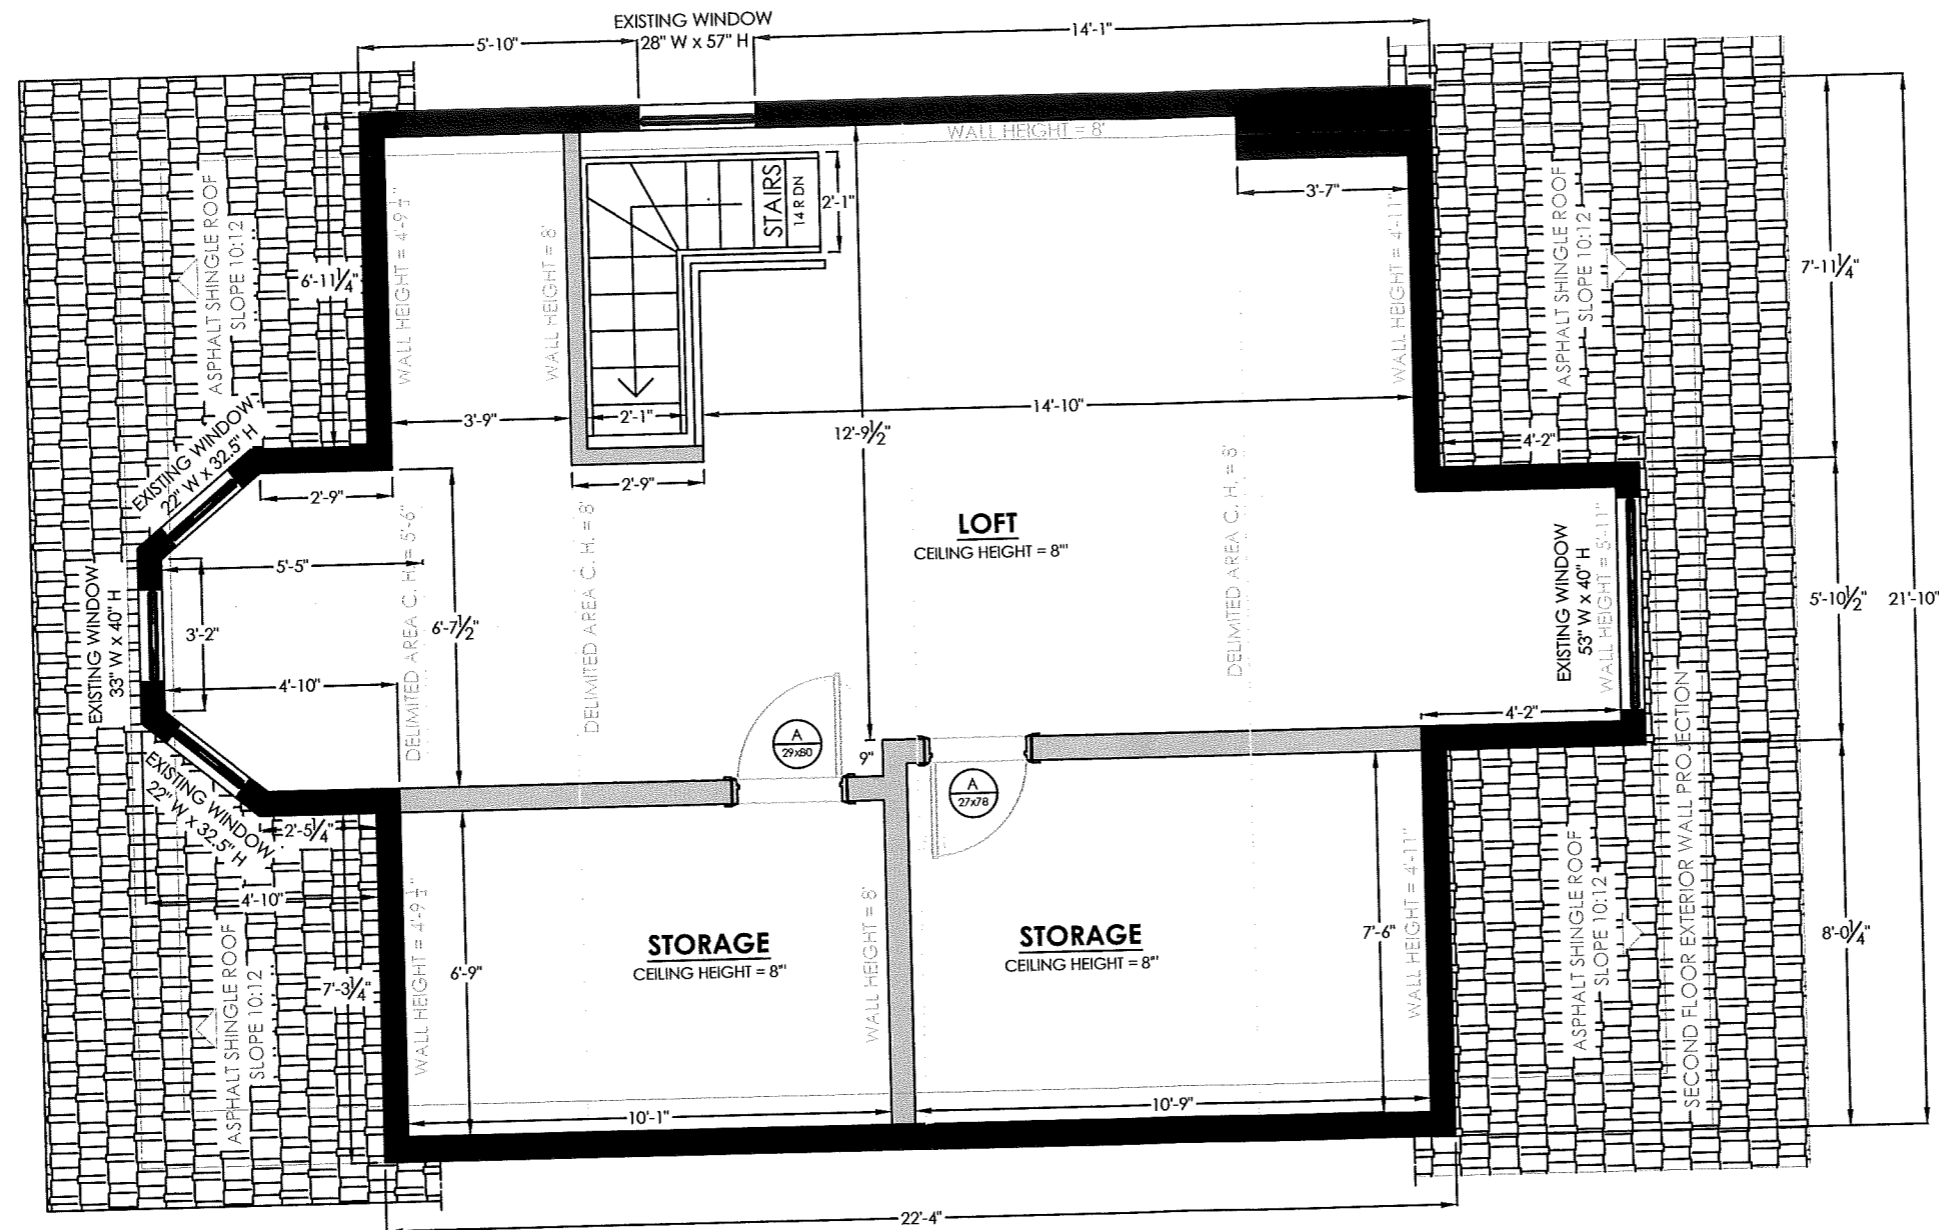 EXISTING WINDOW
28" W x 57" H
5'-10"
14'-1"
WALL HEIGHT = 8'
STAIRS
14 R DN
2'-1"
3'-7"
ASPHALT SHINGLE ROOF
SLOPE 10:12
6'-11¼"
WALL HEIGHT = 4'-9½"
WALL HEIGHT = 8'
WALL HEIGHT = 4'-11"
ASPHALT SHINGLE ROOF
SLOPE 10:12
7'-11¼"
3'-9"
2'-1"
12'-9½"
14'-10"
4'-2"
EXISTING WINDOW
22" W x 32.5" H
2'-9"
2'-9"
DELIMITED AREA C. H. = 5'-6"
DELIMITED AREA C. H. = 8'
LOFT
CEILING HEIGHT = 8'"
DELIMITED AREA C. H. = 8'
EXISTING WINDOW
53" W x 40" H
WALL HEIGHT = 5'-11"
5'-10½"
21'-10"
5'-5"
EXISTING WINDOW
33" W x 40" H
3'-2"
6'-7½"
4'-10"
4'-2"
A
29x80
9"
A
27x78
EXISTING WINDOW
22" W x 32.5" H
2'-5¼"
4'-10"
ASPHALT SHINGLE ROOF
SLOPE 10:12
7'-3¼"
WALL HEIGHT = 4'-9½"
6'-9"
STORAGE
CEILING HEIGHT = 8'"
WALL HEIGHT = 8'
STORAGE
CEILING HEIGHT = 8'"
7'-6"
WALL HEIGHT = 4'-11"
ASPHALT SHINGLE ROOF
SLOPE 10:12
SECOND FLOOR EXTERIOR WALL PROJECTION
8'-0¼"
10'-1"
10'-9"
22'-4"